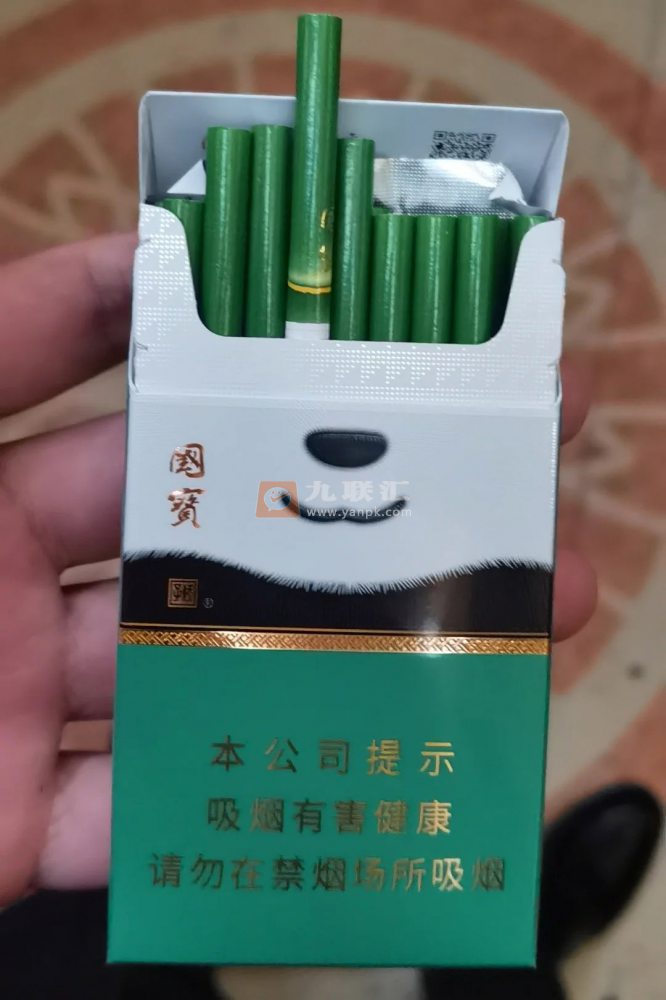 國寶
九联汇
www.yanpk.com
®
本公司提示
吸烟有害健康
请勿在禁烟场所吸烟